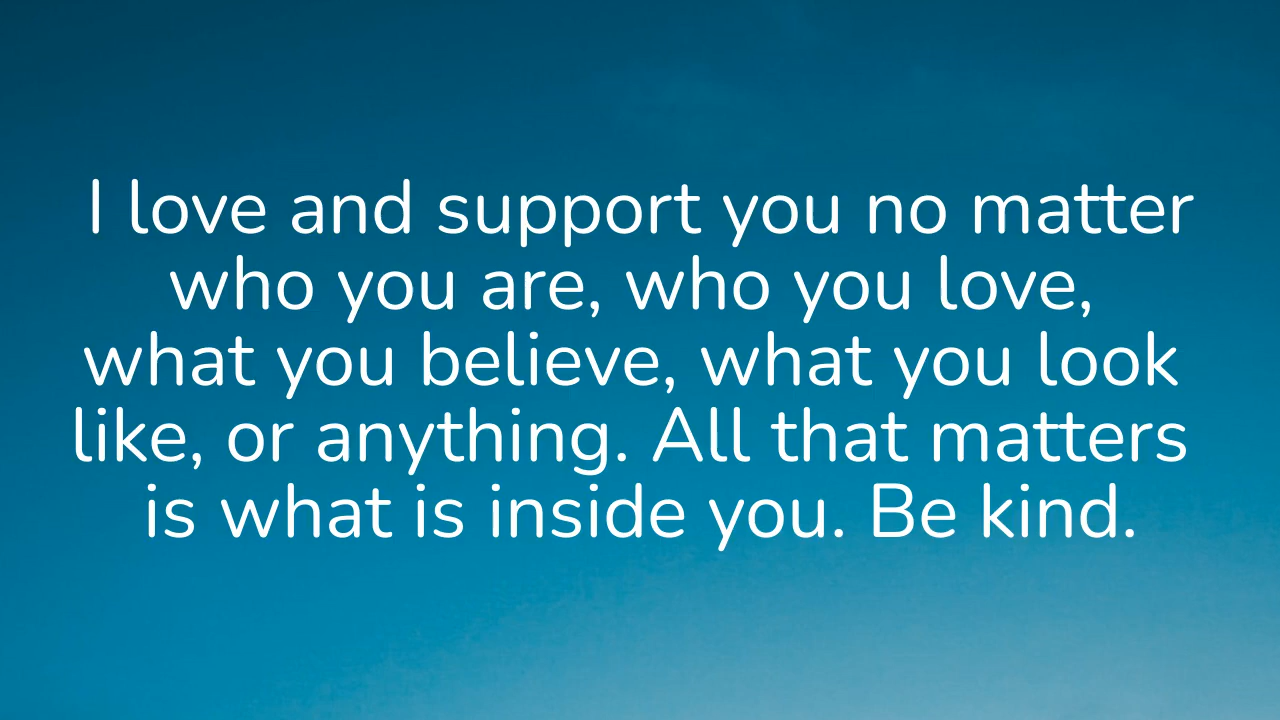 I love and support you no matter
who you are, who you love,
what you believe, what you look
like, or anything. All that matters
is what is inside you. Be kind.